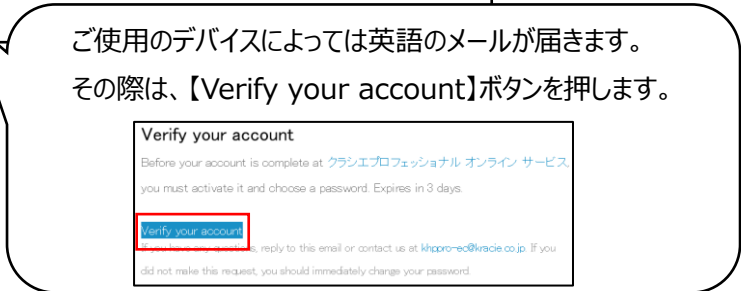 ご使用のデバイスによっては英語のメールが届きます。
その際は、【Verify your account】ボタンを押します。
Verify your account
Before your account is complete at クラシエプロフェッショナル オンライン サービス,
you must activate it and choose a password. Expires in 3 days.
Verify your account
If you have any questions, reply to this email or contact us at khppro-ec@kracie.co.jp. If you
did not make this request, you should immediately change your password.